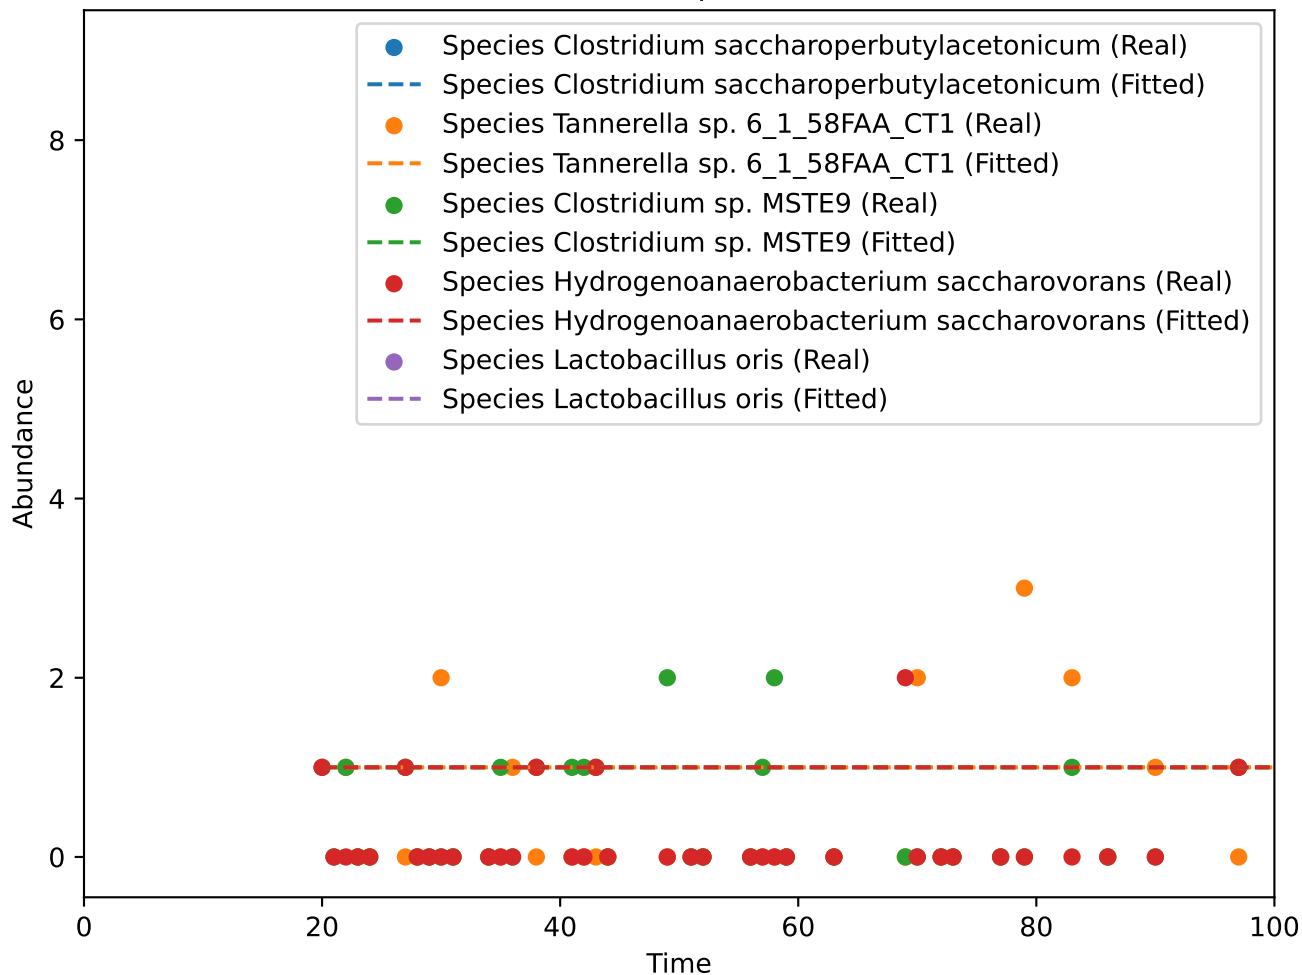 Species Clostridium saccharoperbutylacetonicum (Real)
Species Clostridium saccharoperbutylacetonicum (Fitted)
Species Tannerella sp. 6_1_58FAA_CT1 (Real)
Species Tannerella sp. 6_1_58FAA_CT1 (Fitted)
Species Clostridium sp. MSTE9 (Real)
Species Clostridium sp. MSTE9 (Fitted)
Species Hydrogenoanaerobacterium saccharovorans (Real)
Species Hydrogenoanaerobacterium saccharovorans (Fitted)
Species Lactobacillus oris (Real)
Species Lactobacillus oris (Fitted)
Abundance
8
6
4
2
0
0 20 40 60 80 100
Time